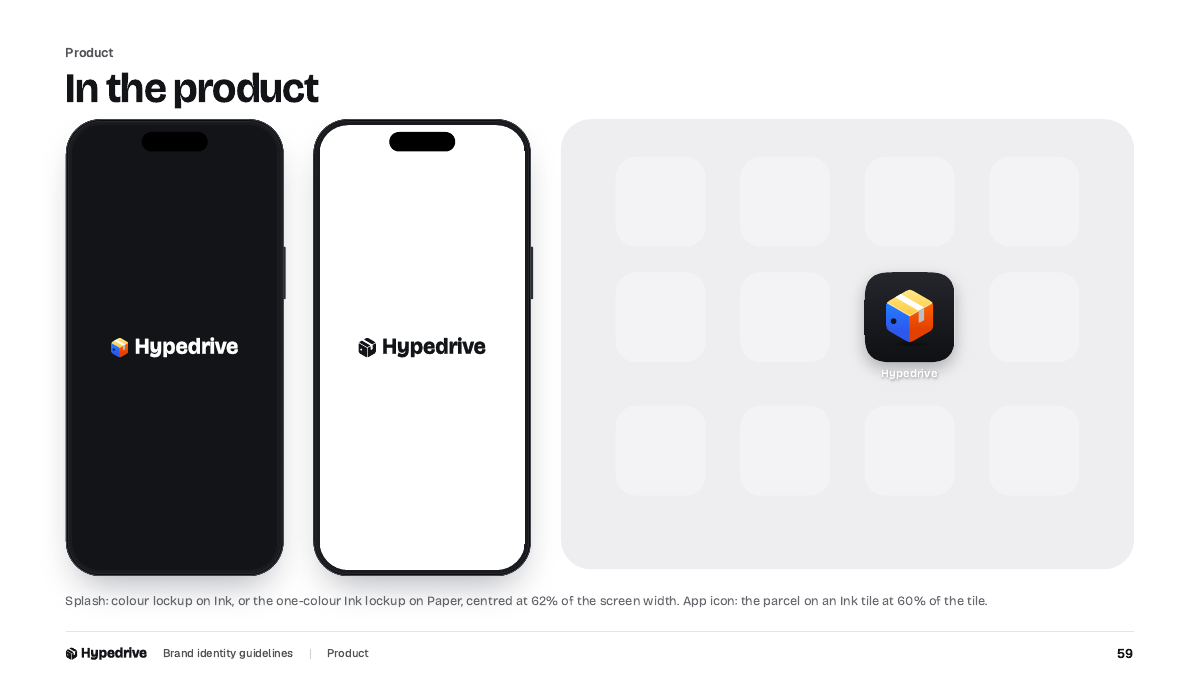 Product
In the product
Hypedrive
Hypedrive
Hypedrive
Splash: colour lockup on Ink, or the one-colour Ink lockup on Paper, centred at 62% of the screen width. App icon: the parcel on an Ink tile at 60% of the tile.
Hypedrive Brand identity guidelines Product 59